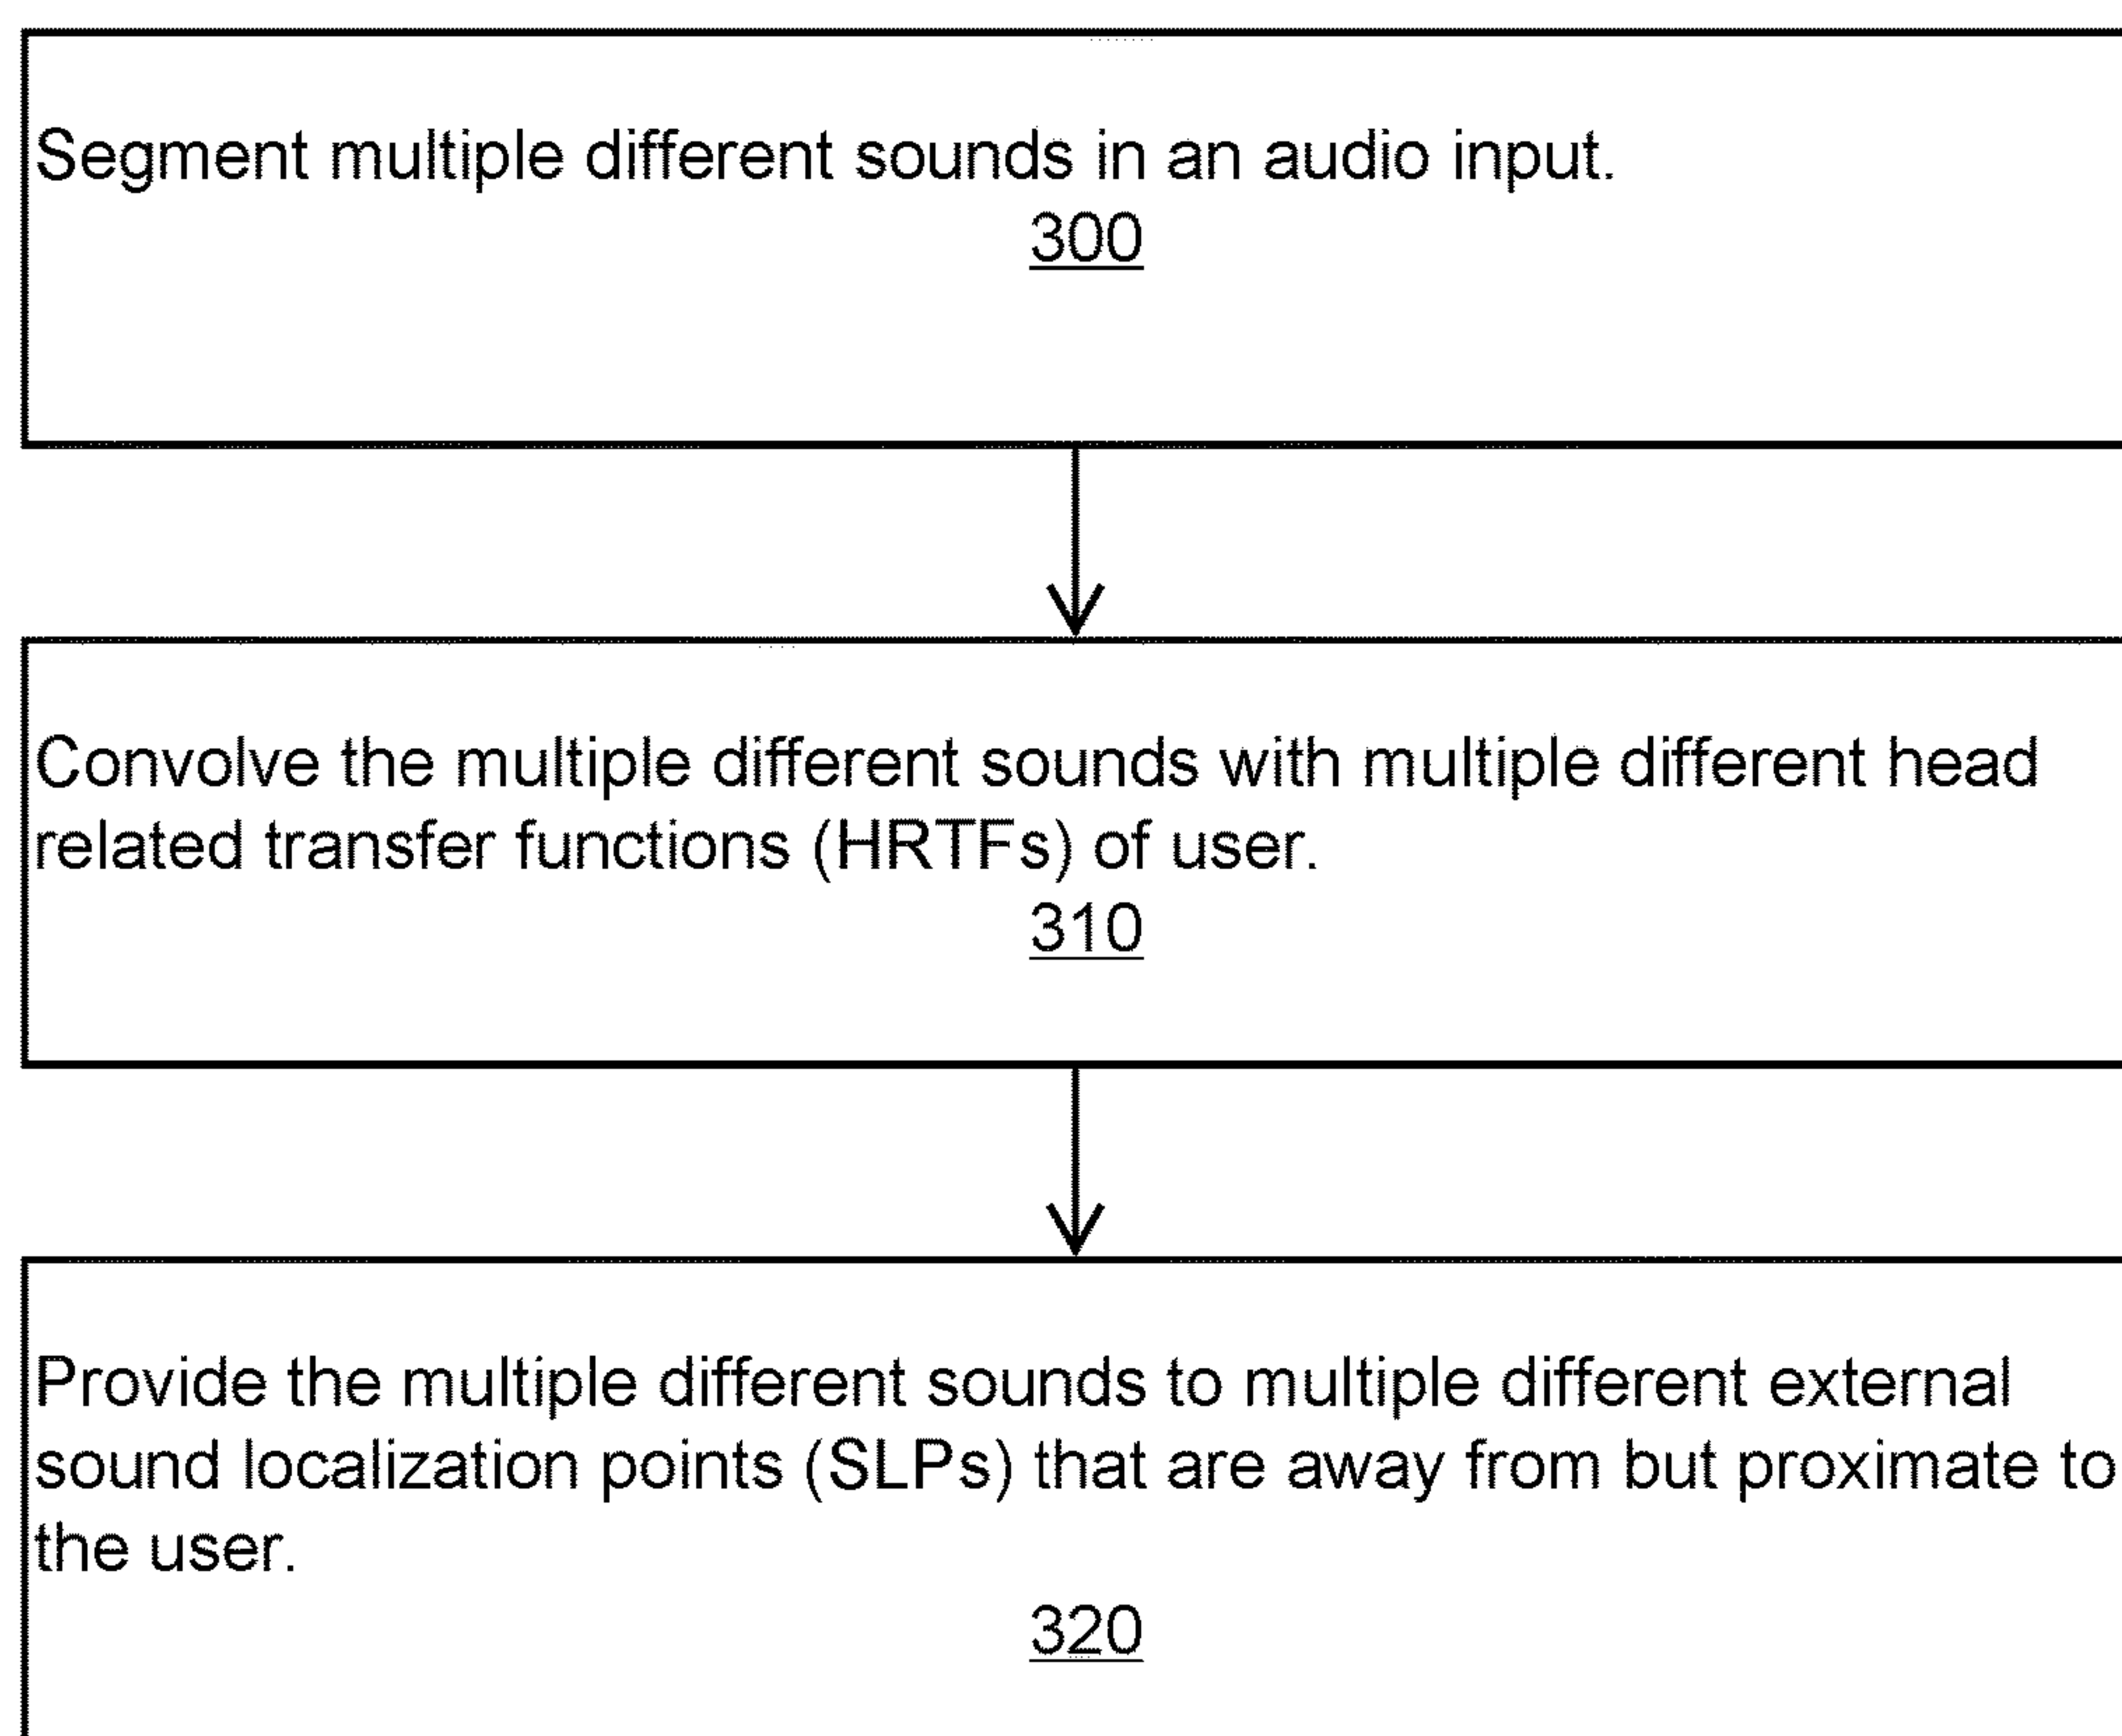 Segment multiple different sounds in an audio input.
300
Convolve the multiple different sounds with multiple different head
related transfer functions (HRTFs) of user.
310
Provide the multiple different sounds to multiple different external
sound localization points (SLPs) that are away from but proximate to
the user.
320